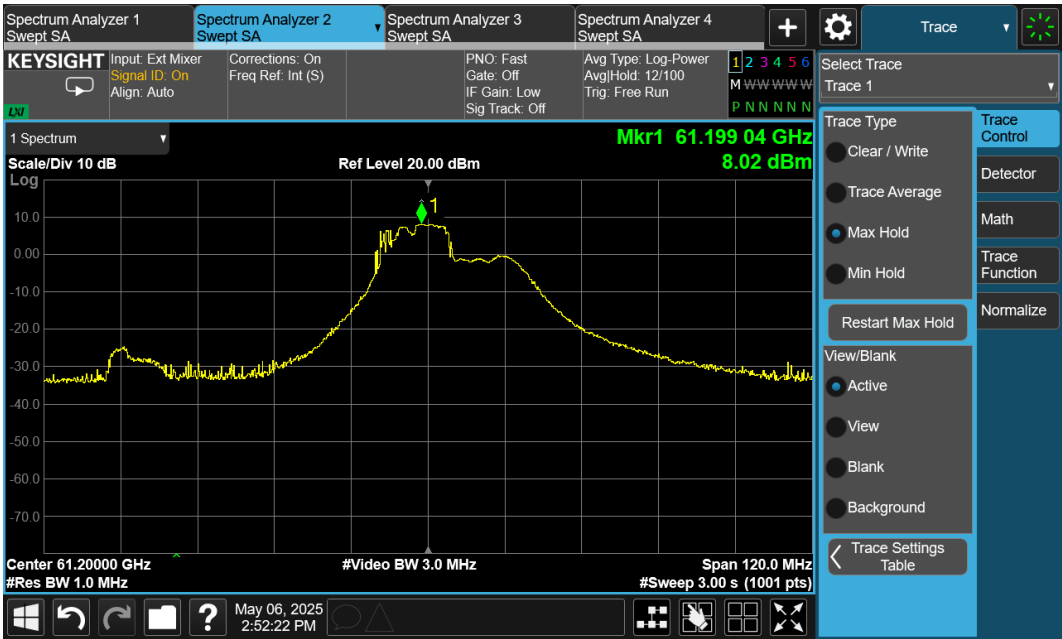 Spectrum Analyzer 1
Swept SA
Spectrum Analyzer 2
Swept SA
Spectrum Analyzer 3
Swept SA
Spectrum Analyzer 4
Swept SA
+
Trace
KEYSIGHT
LXI
Input: Ext Mixer
Signal ID: On
Align: Auto
Corrections: On
Freq Ref: Int (S)
PNO: Fast
Gate: Off
IF Gain: Low
Sig Track: Off
Avg Type: Log-Power
Avg|Hold: 12/100
Trig: Free Run
1 2 3 4 5 6
M W W W W W
P N N N N N
Select Trace
Trace 1
1 Spectrum
Mkr1 61.199 04 GHz
8.02 dBm
Scale/Div 10 dB
Ref Level 20.00 dBm
Log
1
10.0
0.00
-10.0
-20.0
-30.0
-40.0
-50.0
-60.0
-70.0
Center 61.20000 GHz
#Video BW 3.0 MHz
Span 120.0 MHz
#Res BW 1.0 MHz
#Sweep 3.00 s (1001 pts)
Trace Type
Clear / Write
Trace Average
Max Hold
Min Hold
Restart Max Hold
View/Blank
Active
View
Blank
Background
Trace Settings
Table
Trace
Control
Detector
Math
Trace
Function
Normalize
?
May 06, 2025
2:52:22 PM